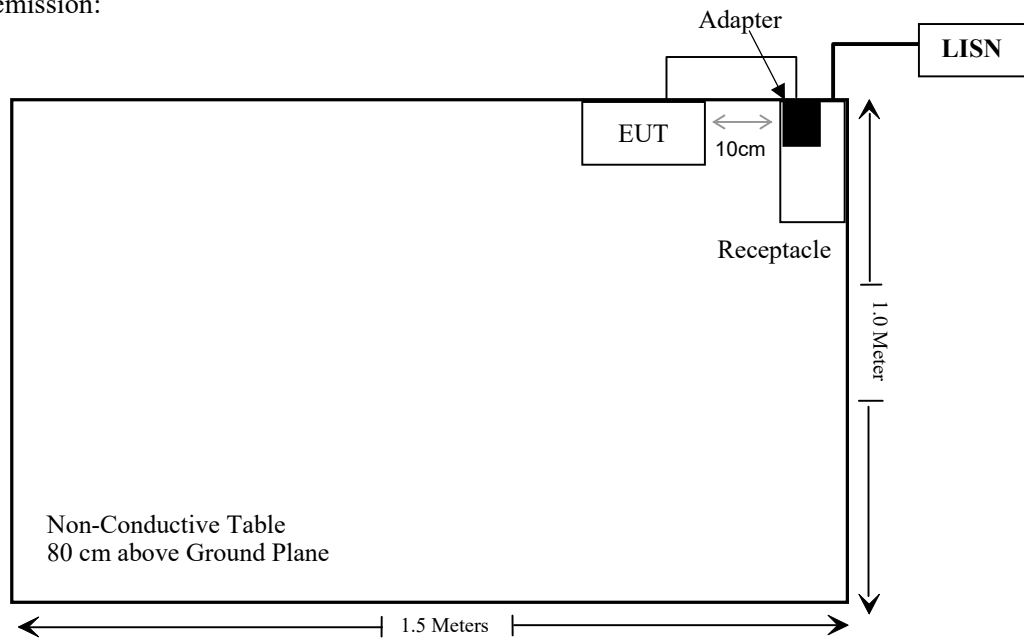 emission:
Adapter
LISN
EUT
10cm
Receptacle
1.0 Meter
Non-Conductive Table
80 cm above Ground Plane
1.5 Meters